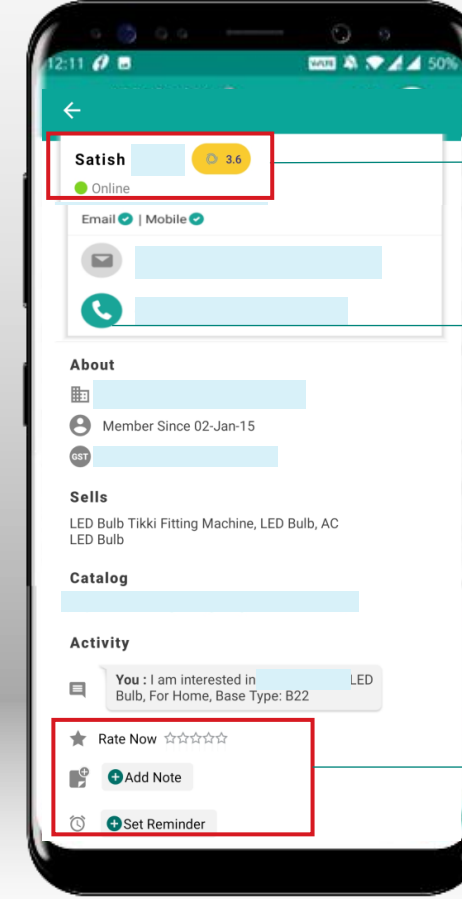 12:11
50%
Satish
3.6
Online
Email | Mobile
About
Member Since 02-Jan-15
GST
Sells
LED Bulb Tikki Fitting Machine, LED Bulb, AC
LED Bulb
Catalog
Activity
You : I am interested in LED
Bulb, For Home, Base Type: B22
Rate Now
Add Note
Set Reminder